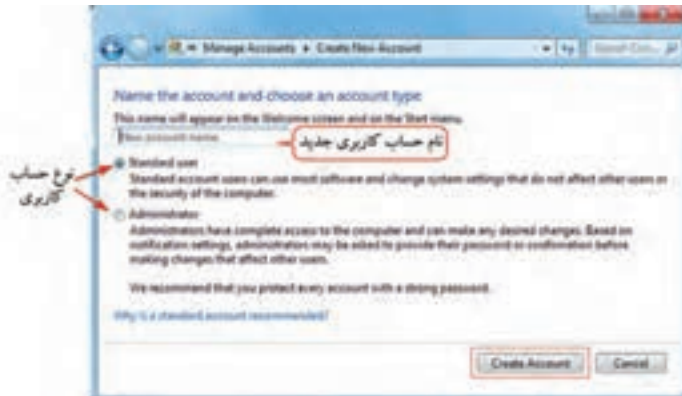 Manage Accounts ▸ Create New Account
Name the account and choose an account type
This name will appear on the Welcome screen and on the Start menu.
New account name
نام حساب کاربری جدید
نوع حساب
کاربری
Standard user
Standard account users can use most software and change system settings that do not affect other users or
the security of the computer.
Administrator
Administrators have complete access to the computer and can make any desired changes. Based on
notification settings, administrators may be asked to provide their password or confirmation before
making changes that affect other users.
We recommend that you protect every account with a strong password.
Why is a standard account recommended?
Create Account
Cancel